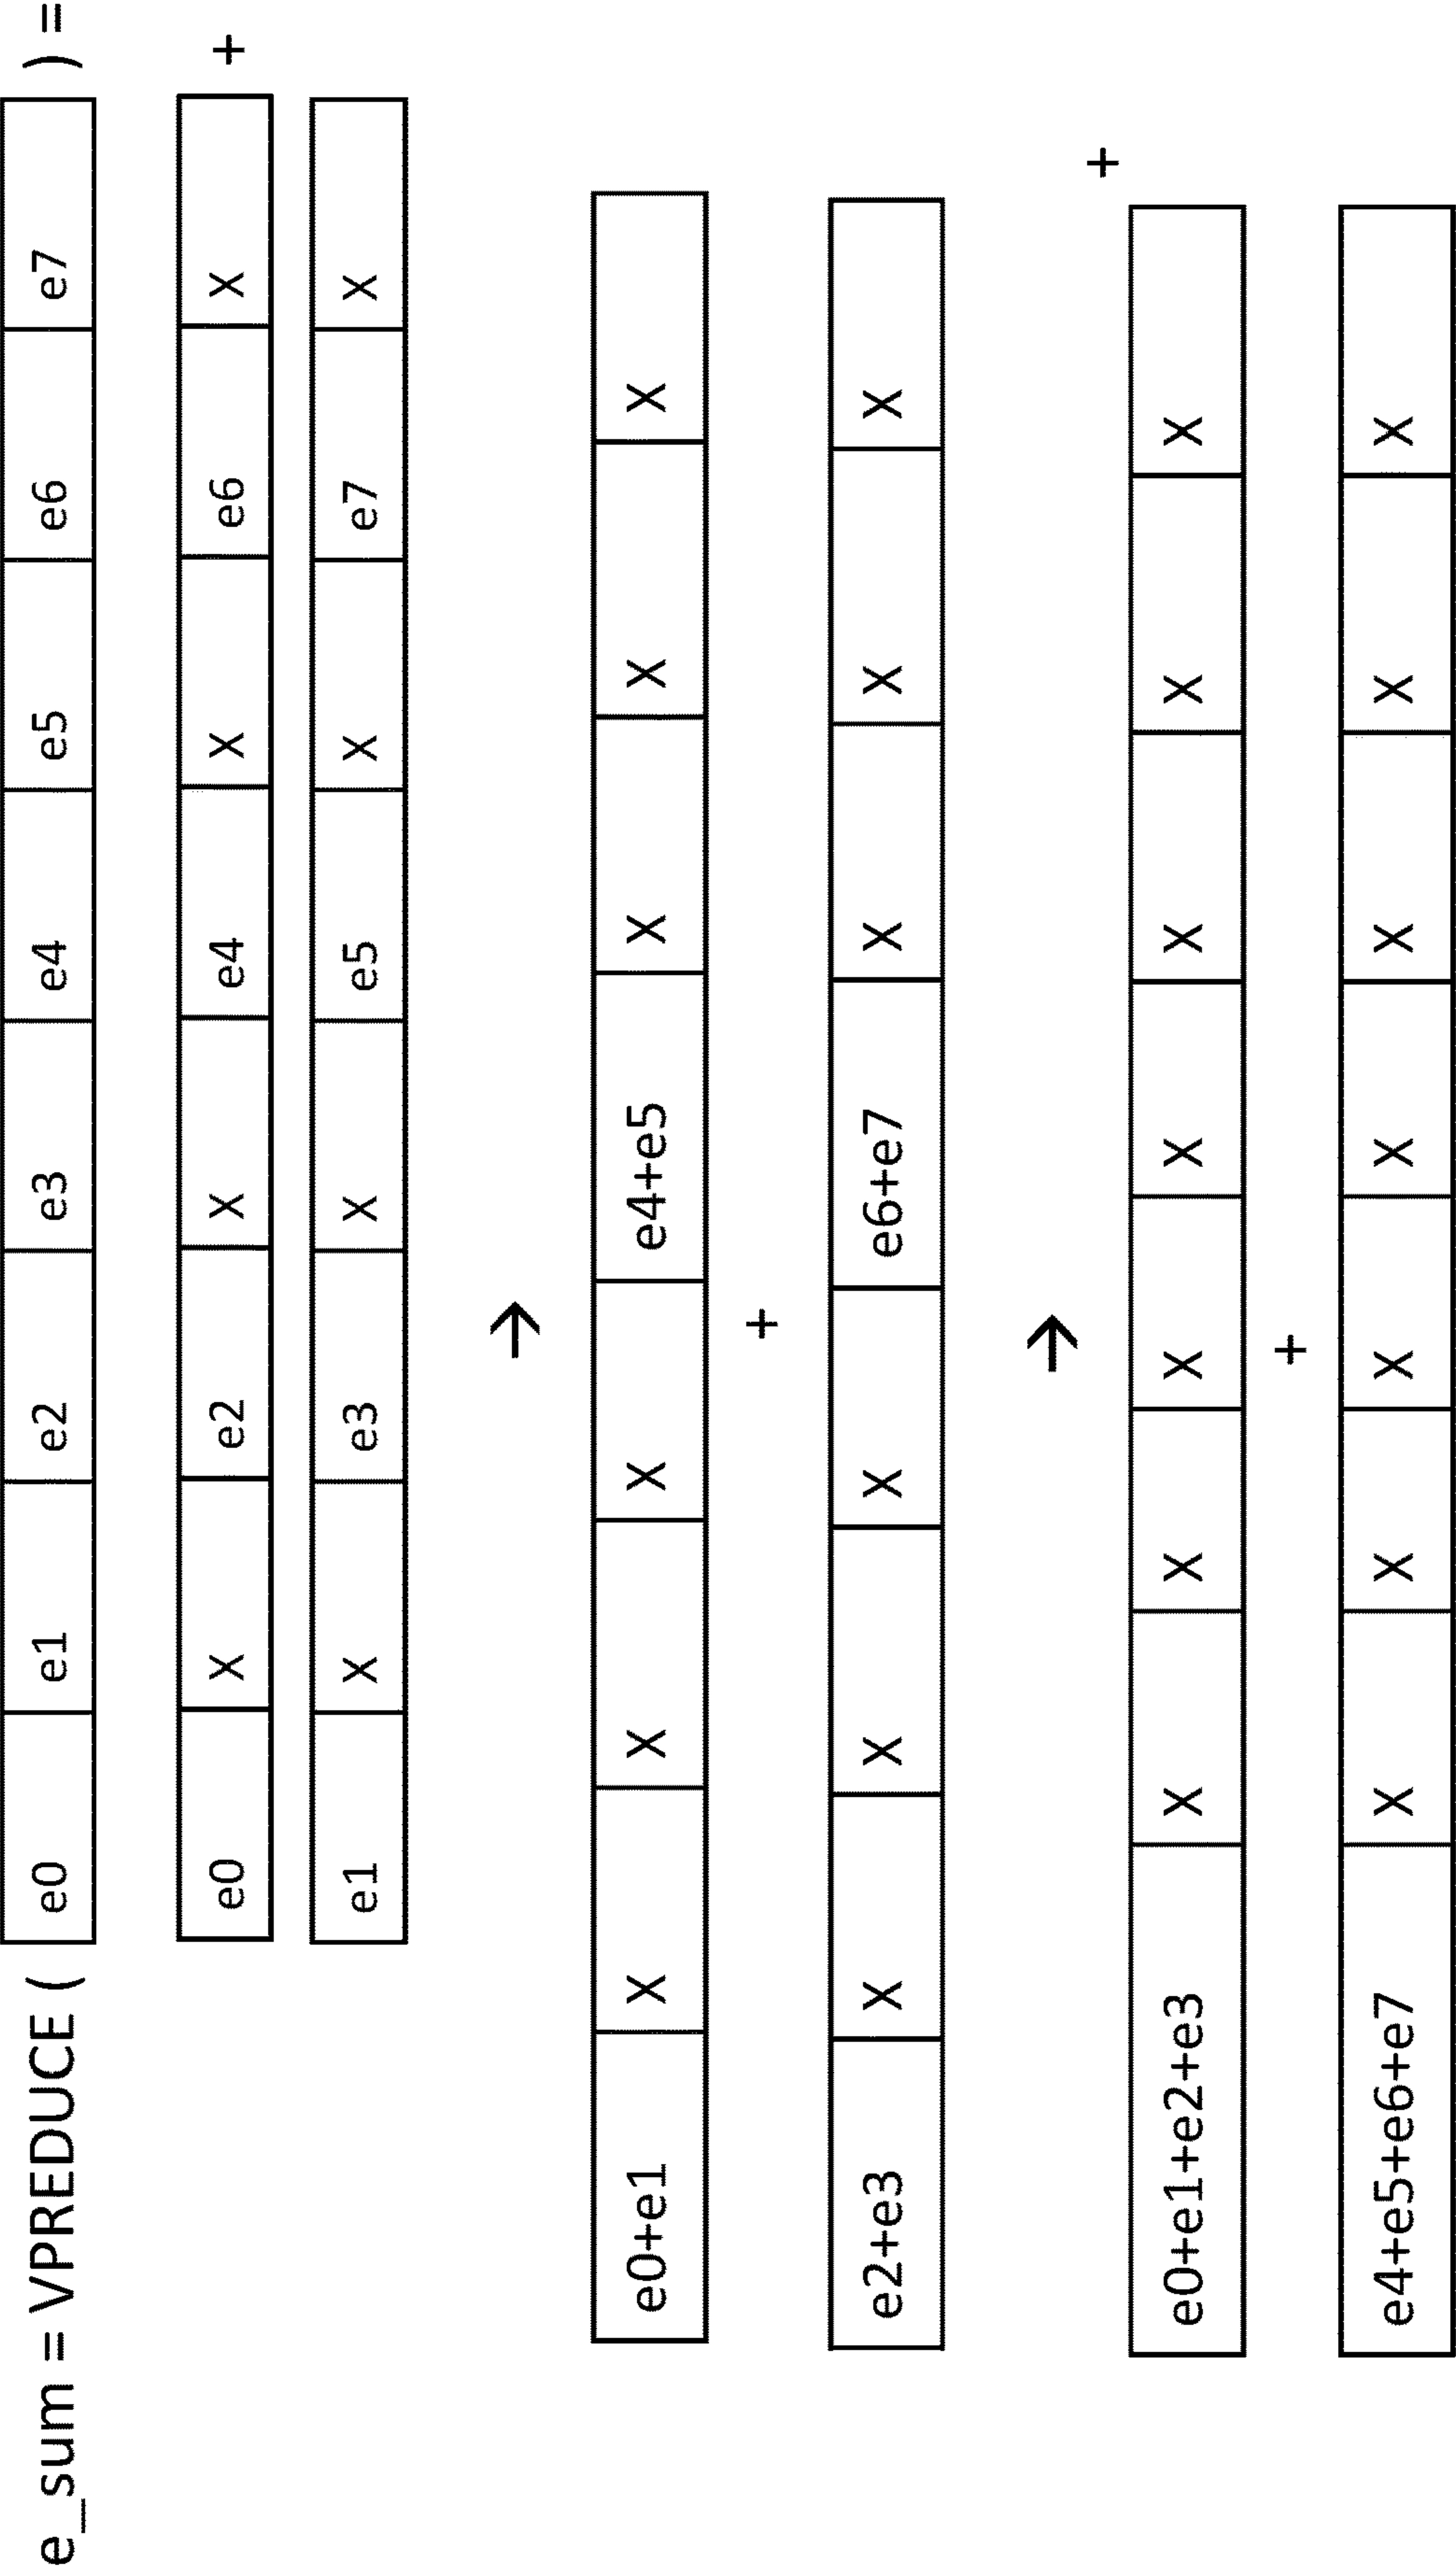 e_sum = VPREDUCE ( e0 e1 e2 e3 e4 e5 e6 e7 ) =
e0 X e2 X e4 X e6 X +
e1 X e3 X e5 X e7 X
→
e0+e1 X X X e4+e5 X X X
+
e2+e3 X X X e6+e7 X X X
→
+
e0+e1+e2+e3 X X X X X X X
+
e4+e5+e6+e7 X X X X X X X